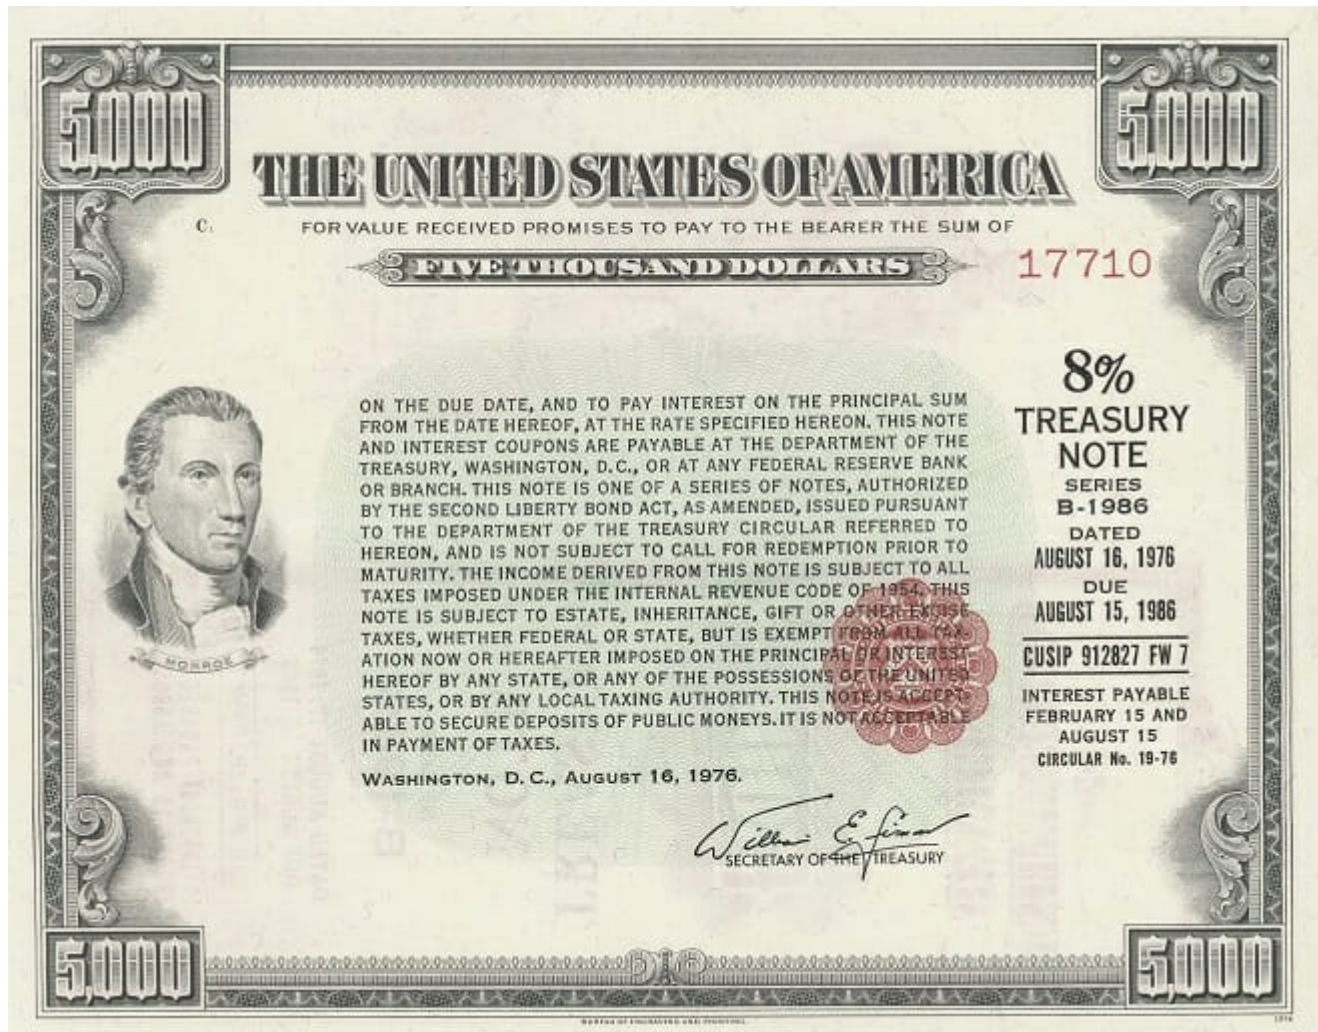 5,000 5,000
THE UNITED STATES OF AMERICA
C.
FOR VALUE RECEIVED PROMISES TO PAY TO THE BEARER THE SUM OF
FIVE THOUSAND DOLLARS
17710
ON THE DUE DATE, AND TO PAY INTEREST ON THE PRINCIPAL SUM
FROM THE DATE HEREOF, AT THE RATE SPECIFIED HEREON. THIS NOTE
AND INTEREST COUPONS ARE PAYABLE AT THE DEPARTMENT OF THE
TREASURY, WASHINGTON, D.C., OR AT ANY FEDERAL RESERVE BANK
OR BRANCH. THIS NOTE IS ONE OF A SERIES OF NOTES, AUTHORIZED
BY THE SECOND LIBERTY BOND ACT, AS AMENDED, ISSUED PURSUANT
TO THE DEPARTMENT OF THE TREASURY CIRCULAR REFERRED TO
HEREON, AND IS NOT SUBJECT TO CALL FOR REDEMPTION PRIOR TO
MATURITY. THE INCOME DERIVED FROM THIS NOTE IS SUBJECT TO ALL
TAXES IMPOSED UNDER THE INTERNAL REVENUE CODE OF 1954. THIS
NOTE IS SUBJECT TO ESTATE, INHERITANCE, GIFT OR OTHER EXCISE
TAXES, WHETHER FEDERAL OR STATE, BUT IS EXEMPT FROM ALL TAX-
ATION NOW OR HEREAFTER IMPOSED ON THE PRINCIPAL OR INTEREST
HEREOF BY ANY STATE, OR ANY OF THE POSSESSIONS OF THE UNITED
STATES, OR BY ANY LOCAL TAXING AUTHORITY. THIS NOTE IS ACCEPT-
ABLE TO SECURE DEPOSITS OF PUBLIC MONEYS. IT IS NOT ACCEPTABLE
IN PAYMENT OF TAXES.
WASHINGTON, D. C., AUGUST 16, 1976.
William E. Simon
SECRETARY OF THE TREASURY
MONROE
8%
TREASURY
NOTE
SERIES
B-1986
DATED
AUGUST 16, 1976
DUE
AUGUST 15, 1986
CUSIP 912827 FW 7
INTEREST PAYABLE
FEBRUARY 15 AND
AUGUST 15
CIRCULAR No. 19-76
5,000 5,000
BUREAU OF ENGRAVING AND PRINTING